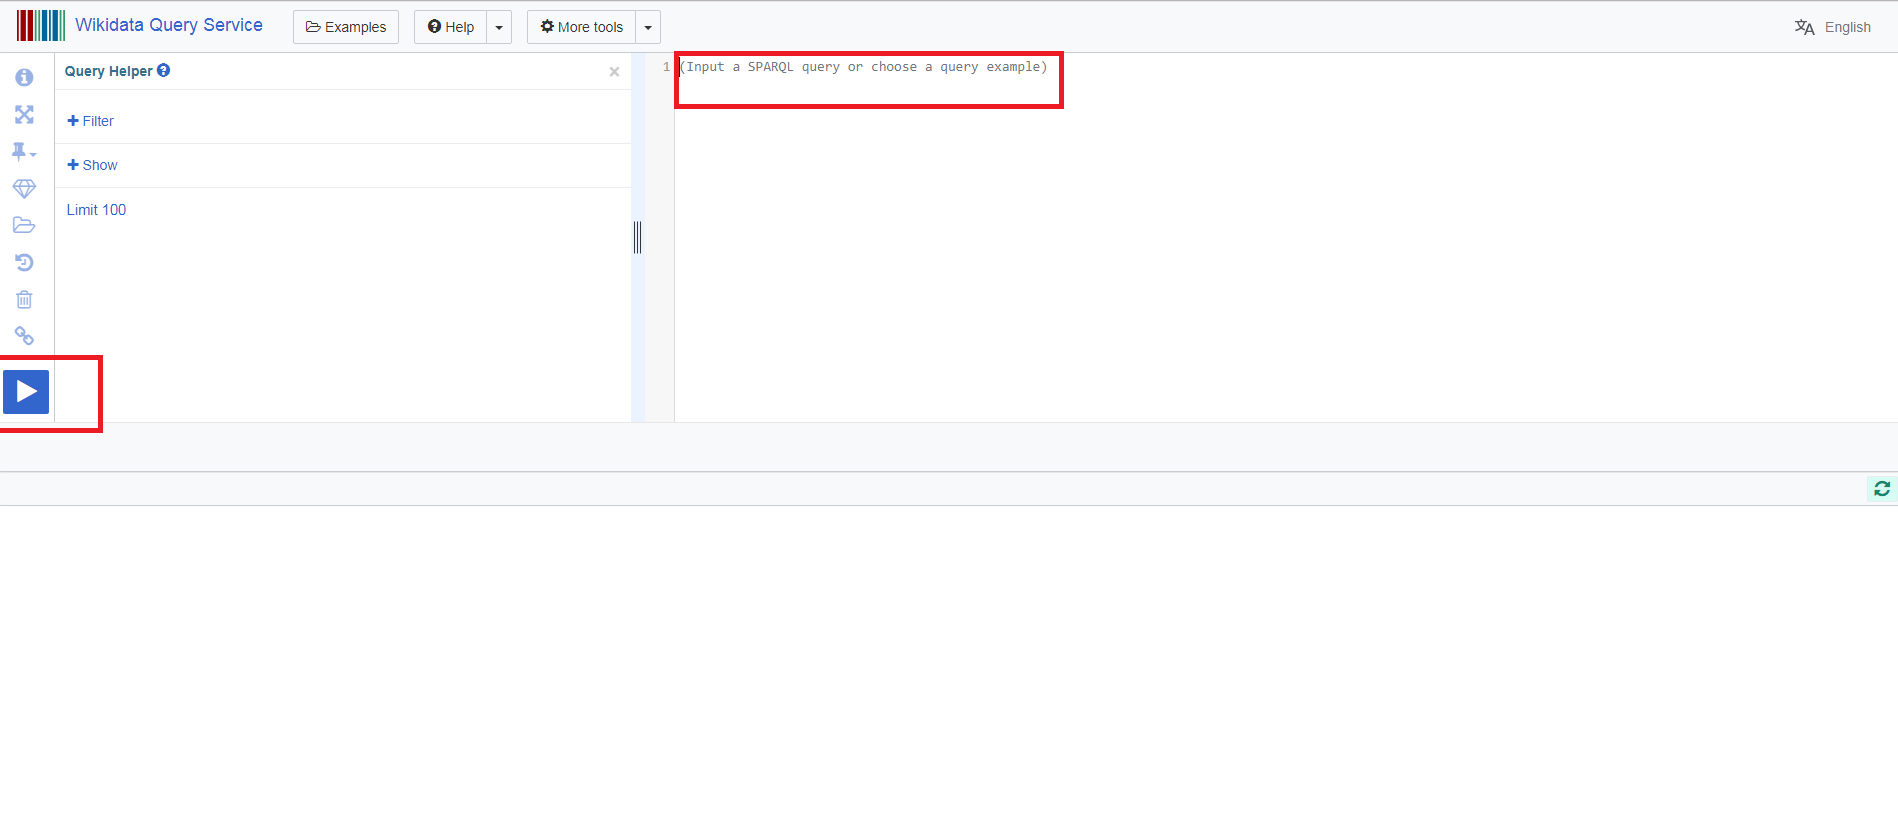 Wikidata Query Service
Examples
Help
More tools
English
Query Helper
+ Filter
+ Show
Limit 100
1 (Input a SPARQL query or choose a query example)